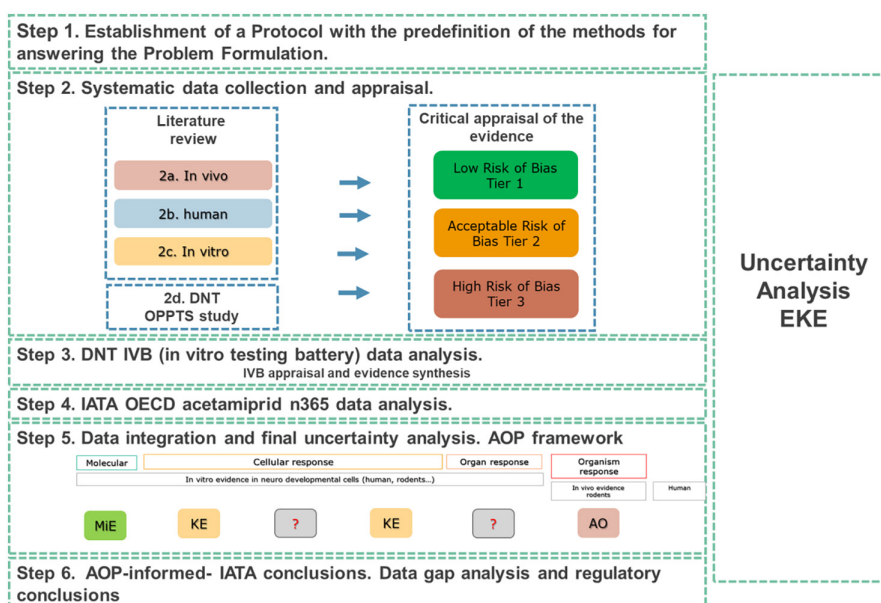 Step 1. Establishment of a Protocol with the predefinition of the methods for
answering the Problem Formulation.
Step 2. Systematic data collection and appraisal.
Literature
review
2a. In vivo
2b. human
2c. In vitro
2d. DNT
OPPTS study
Critical appraisal of the
evidence
Low Risk of Bias
Tier 1
Acceptable Risk of
Bias Tier 2
High Risk of Bias
Tier 3
Step 3. DNT IVB (in vitro testing battery) data analysis.
IVB appraisal and evidence synthesis
Step 4. IATA OECD acetamiprid n365 data analysis.
Step 5. Data integration and final uncertainty analysis. AOP framework
Molecular
Cellular response
Organ response
Organism
response
In vitro evidence in neuro developmental cells (human, rodents...)
In vivo evidence
rodents
Human
MiE
KE
?
KE
?
AO
Step 6. AOP-informed- IATA conclusions. Data gap analysis and regulatory
conclusions
Uncertainty
Analysis
EKE